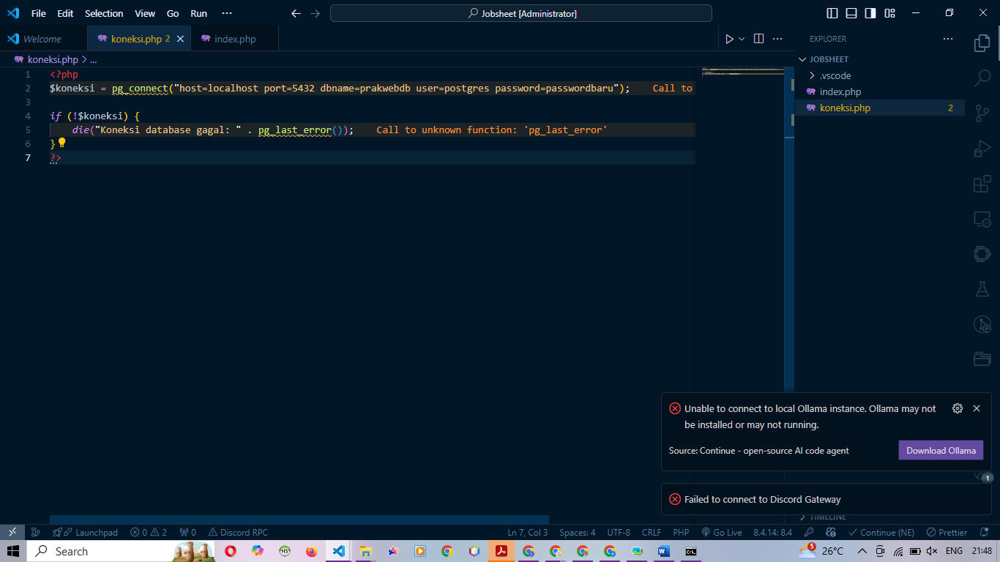 File Edit Selection View Go Run ··· Jobsheet [Administrator]
Welcome koneksi.php 2 index.php EXPLORER
koneksi.php > ... JOBSHEET
.vscode
index.php
koneksi.php 2
1 <?php
2 $koneksi = pg_connect("host=localhost port=5432 dbname=prakwebdb user=postgres password=passwordbaru"); Call to
3
4 if (!$koneksi) {
5 die("Koneksi database gagal: " . pg_last_error()); Call to unknown function: 'pg_last_error'
6 }
7 ?>
Unable to connect to local Ollama instance. Ollama may not
be installed or may not running.
Source: Continue - open-source AI code agent Download Ollama
1
Failed to connect to Discord Gateway
TIMELINE
Launchpad 0 2 0 Discord RPC Ln 7, Col 3 Spaces: 4 UTF-8 CRLF PHP Go Live 8.4.14: 8.4 Continue (NE) Prettier
Search HS 5 26°C ENG 21:48